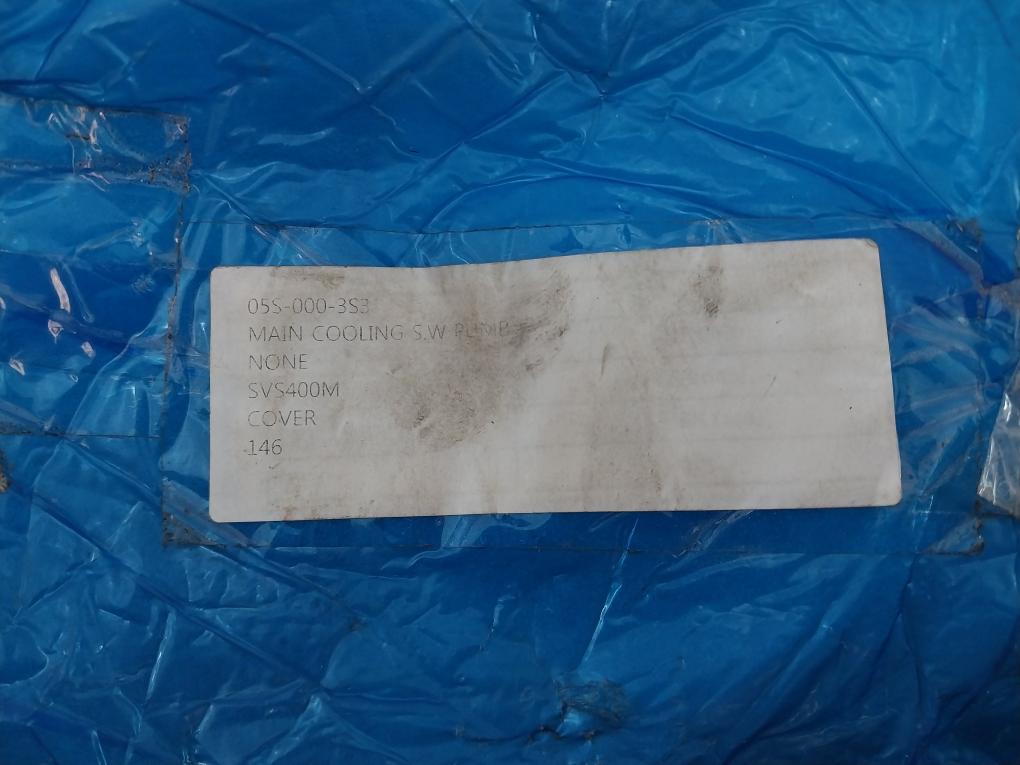 05S-000-3S3
MAIN COOLING S.W PUMP
NONE
SVS400M
COVER
146